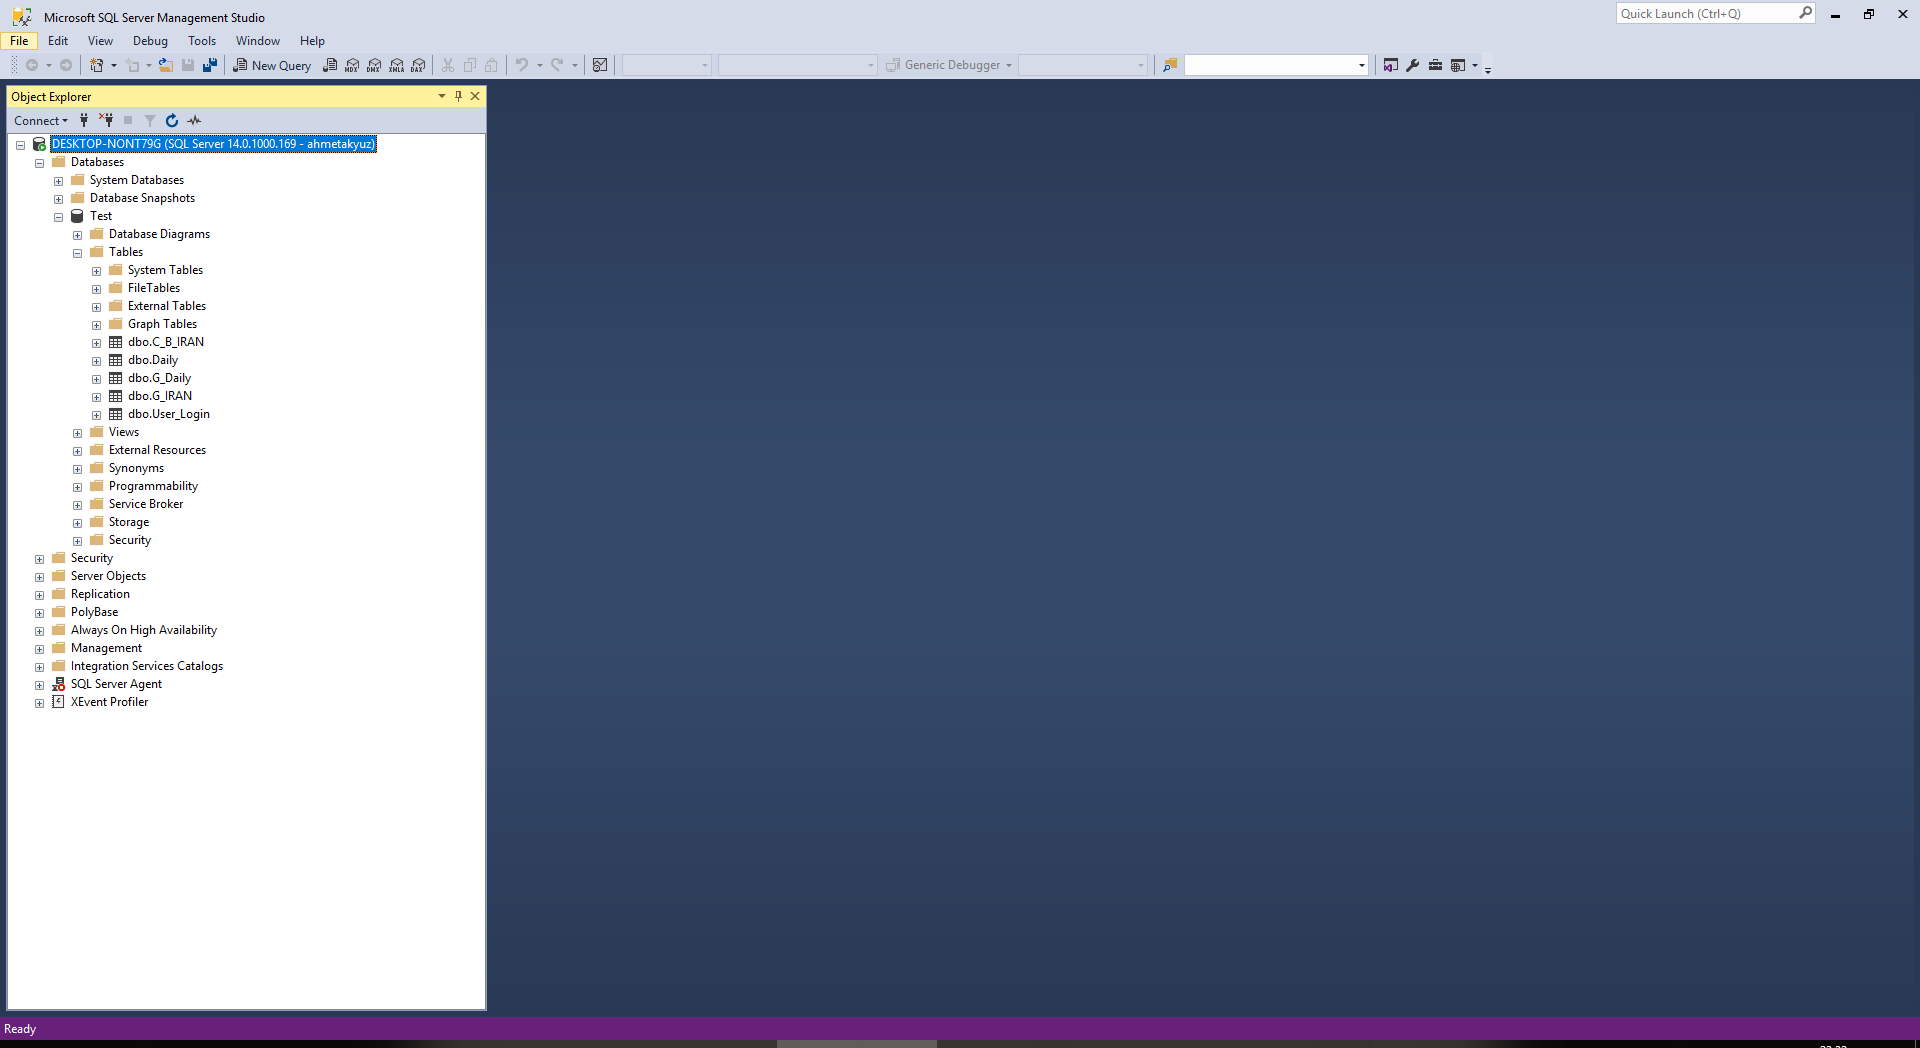 Microsoft SQL Server Management Studio
Quick Launch (Ctrl+Q)
File Edit View Debug Tools Window Help
New Query MDX DMX XMLA DAX Generic Debugger
Object Explorer
Connect
DESKTOP-NONT79G (SQL Server 14.0.1000.169 - ahmetakyuz)
Databases
System Databases
Database Snapshots
Test
Database Diagrams
Tables
System Tables
FileTables
External Tables
Graph Tables
dbo.C_B_IRAN
dbo.Daily
dbo.G_Daily
dbo.G_IRAN
dbo.User_Login
Views
External Resources
Synonyms
Programmability
Service Broker
Storage
Security
Security
Server Objects
Replication
PolyBase
Always On High Availability
Management
Integration Services Catalogs
SQL Server Agent
XEvent Profiler
Ready